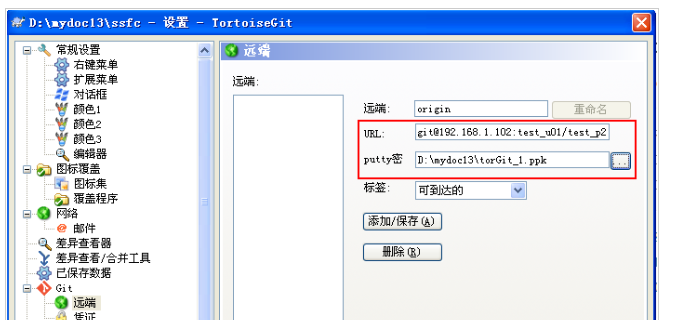 D:\mydoc13\ssfc - 设置 - TortoiseGit
常规设置
右键菜单
扩展菜单
对话框
颜色1
颜色2
颜色3
编辑器
图标覆盖
图标集
覆盖程序
网络
邮件
差异查看器
差异查看/合并工具
已保存数据
Git
远端
凭证
远端
远端:
远端: origin 重命名
URL: git@192.168.1.102:test_u01/test_p2
putty密 D:\mydoc13\torGit_1.ppk ...
标签: 可到达的
添加/保存(A)
删除(R)